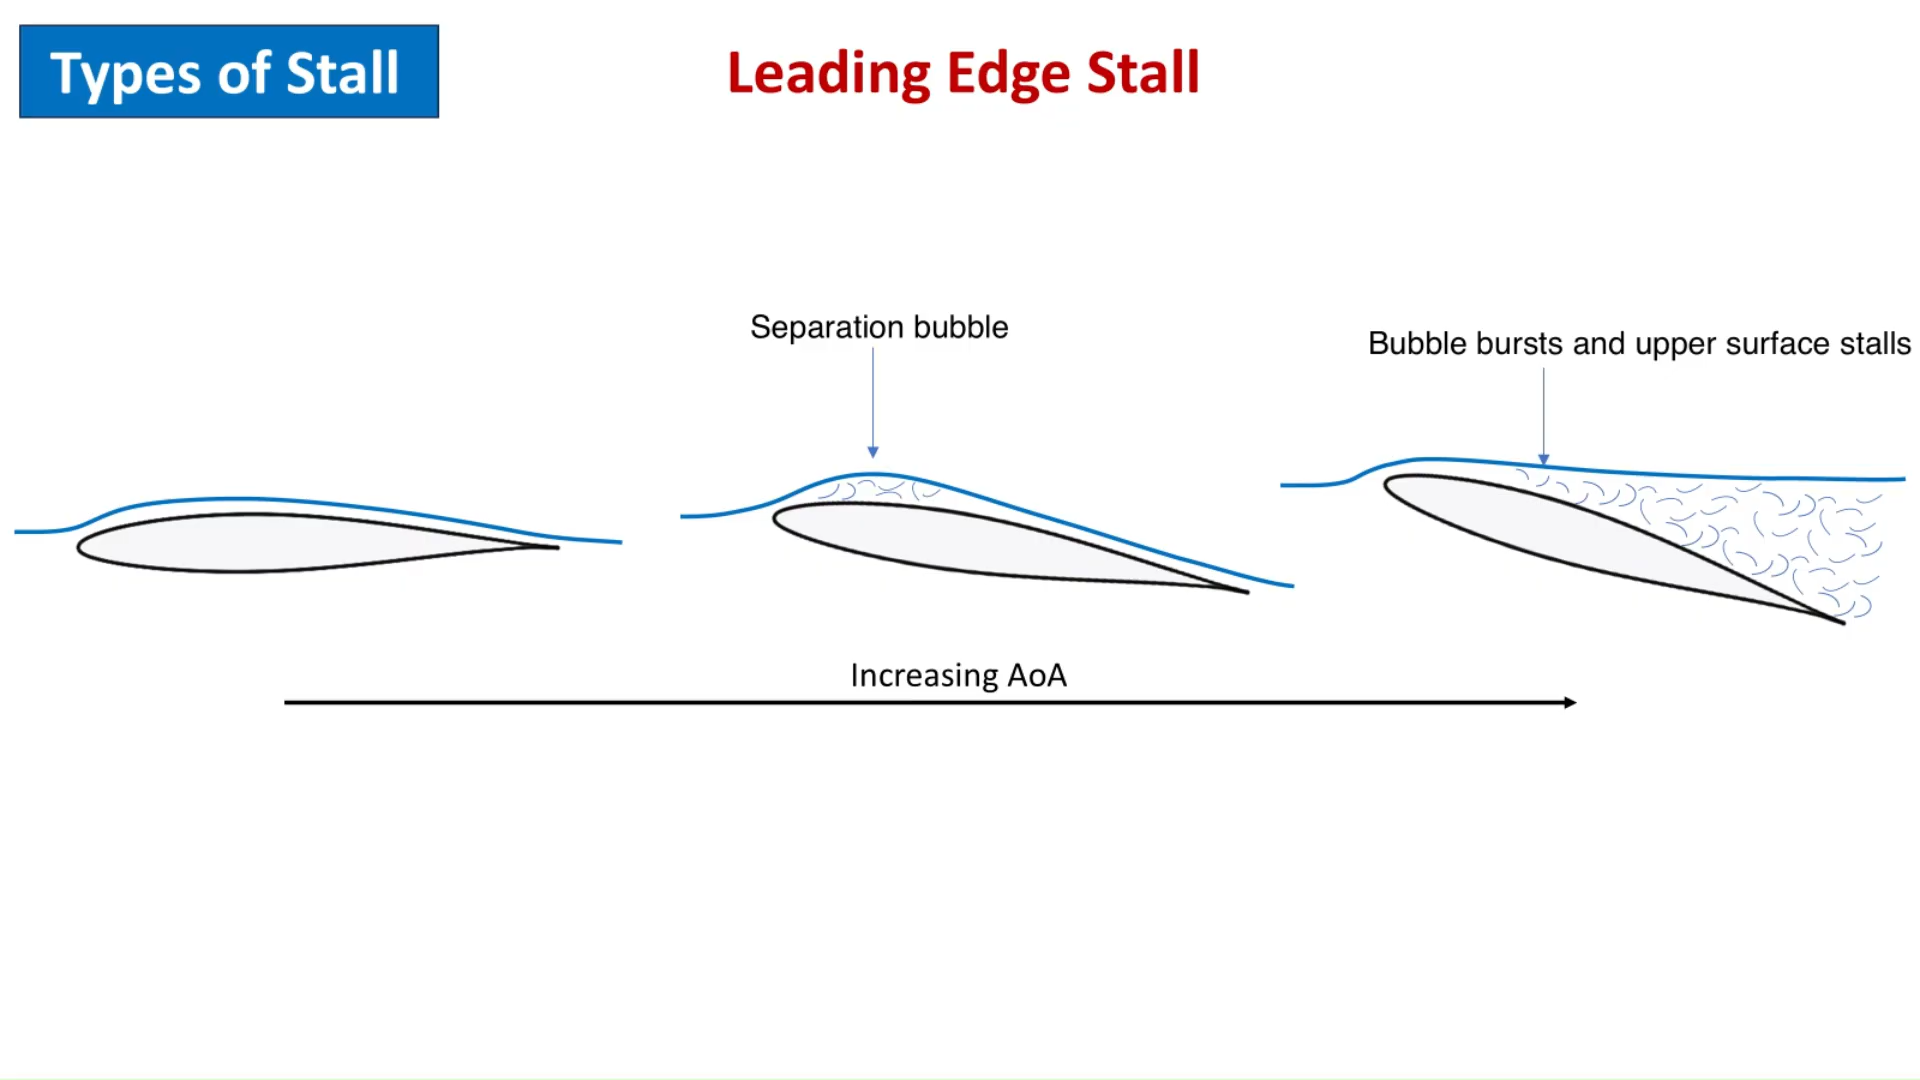 Types of Stall
Leading Edge Stall
Separation bubble
Bubble bursts and upper surface stalls
Increasing AoA